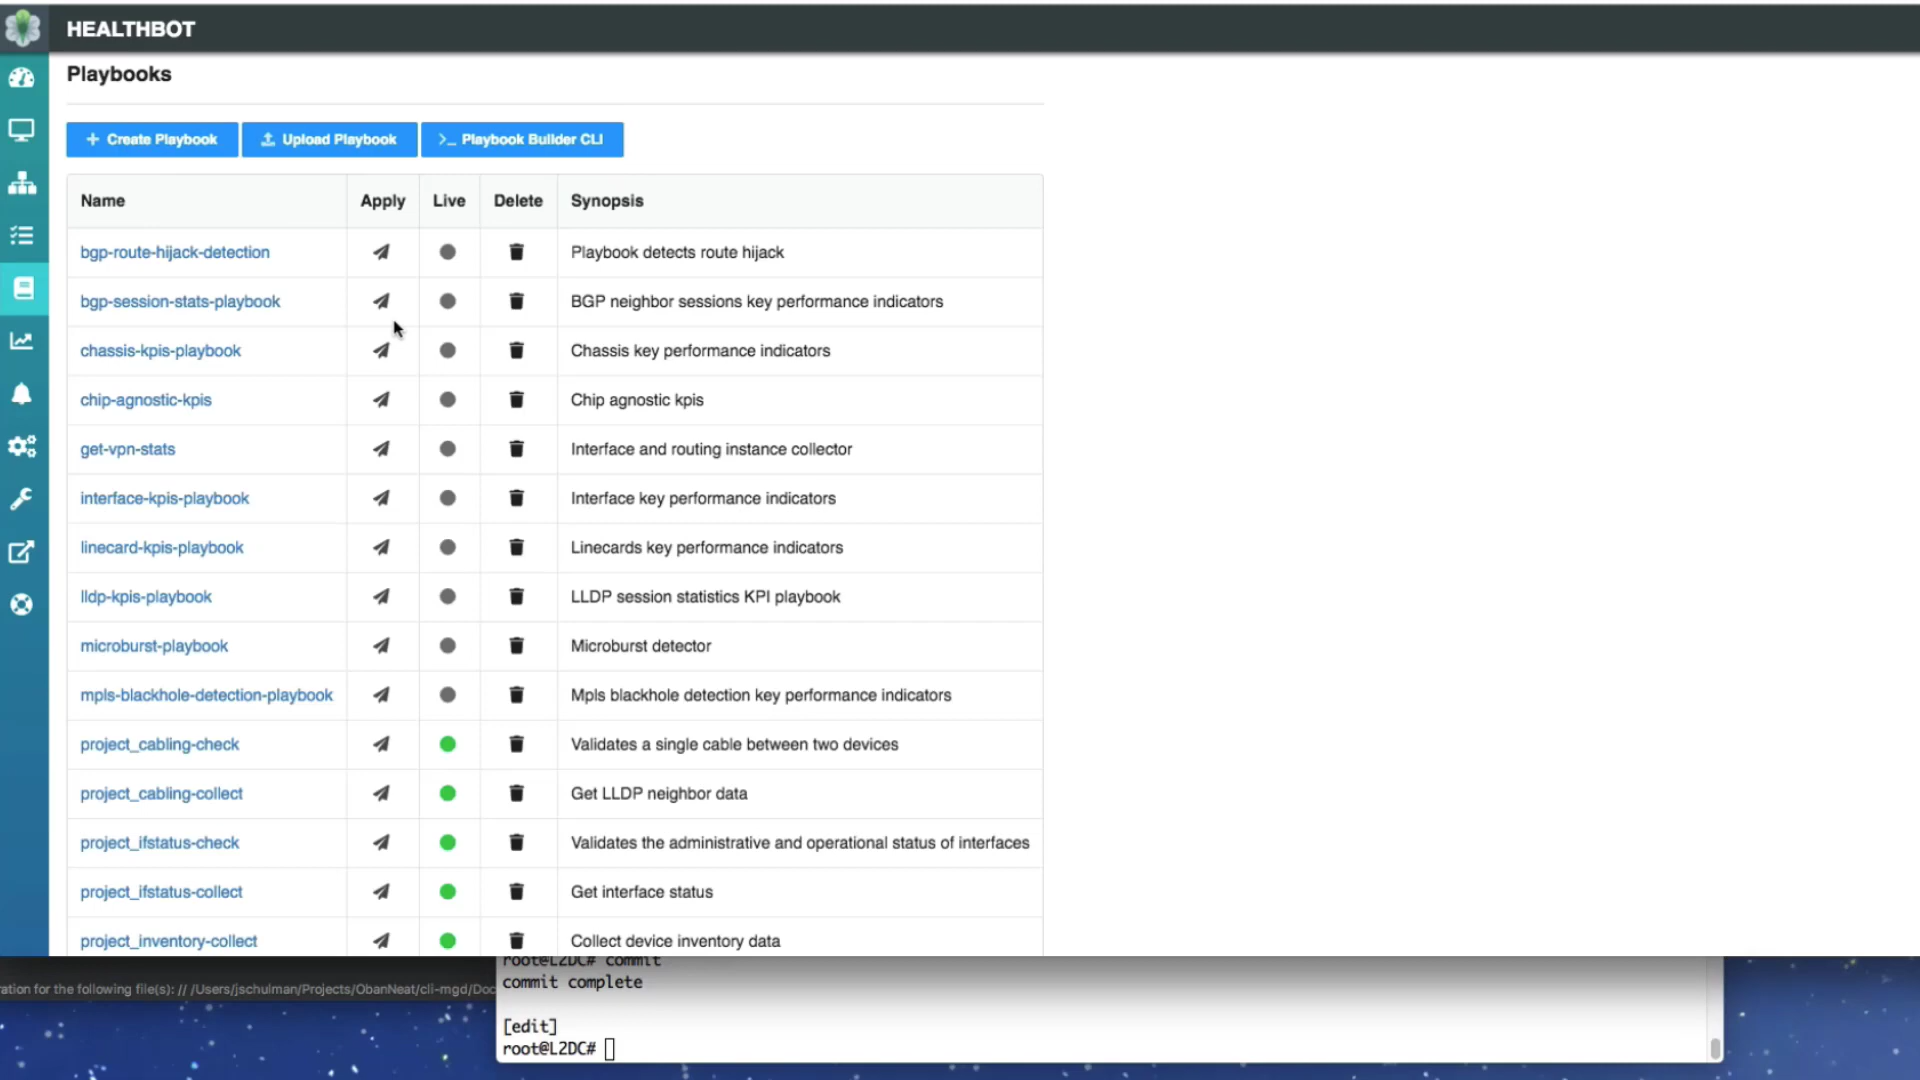 HEALTHBOT
Playbooks
Create Playbook
Upload Playbook
>_ Playbook Builder CLI
Name Apply Live Delete Synopsis
bgp-route-hijack-detection Playbook detects route hijack
bgp-session-stats-playbook BGP neighbor sessions key performance indicators
chassis-kpis-playbook Chassis key performance indicators
chip-agnostic-kpis Chip agnostic kpis
get-vpn-stats Interface and routing instance collector
interface-kpis-playbook Interface key performance indicators
linecard-kpis-playbook Linecards key performance indicators
lldp-kpis-playbook LLDP session statistics KPI playbook
microburst-playbook Microburst detector
mpls-blackhole-detection-playbook Mpls blackhole detection key performance indicators
project_cabling-check Validates a single cable between two devices
project_cabling-collect Get LLDP neighbor data
project_ifstatus-check Validates the administrative and operational status of interfaces
project_ifstatus-collect Get interface status
project_inventory-collect Collect device inventory data
root@L2DC# commit
commit complete
ation for the following file(s): // /Users/jschulman/Projects/ObanNeat/cli-mgd/Doc
[edit]
root@L2DC#